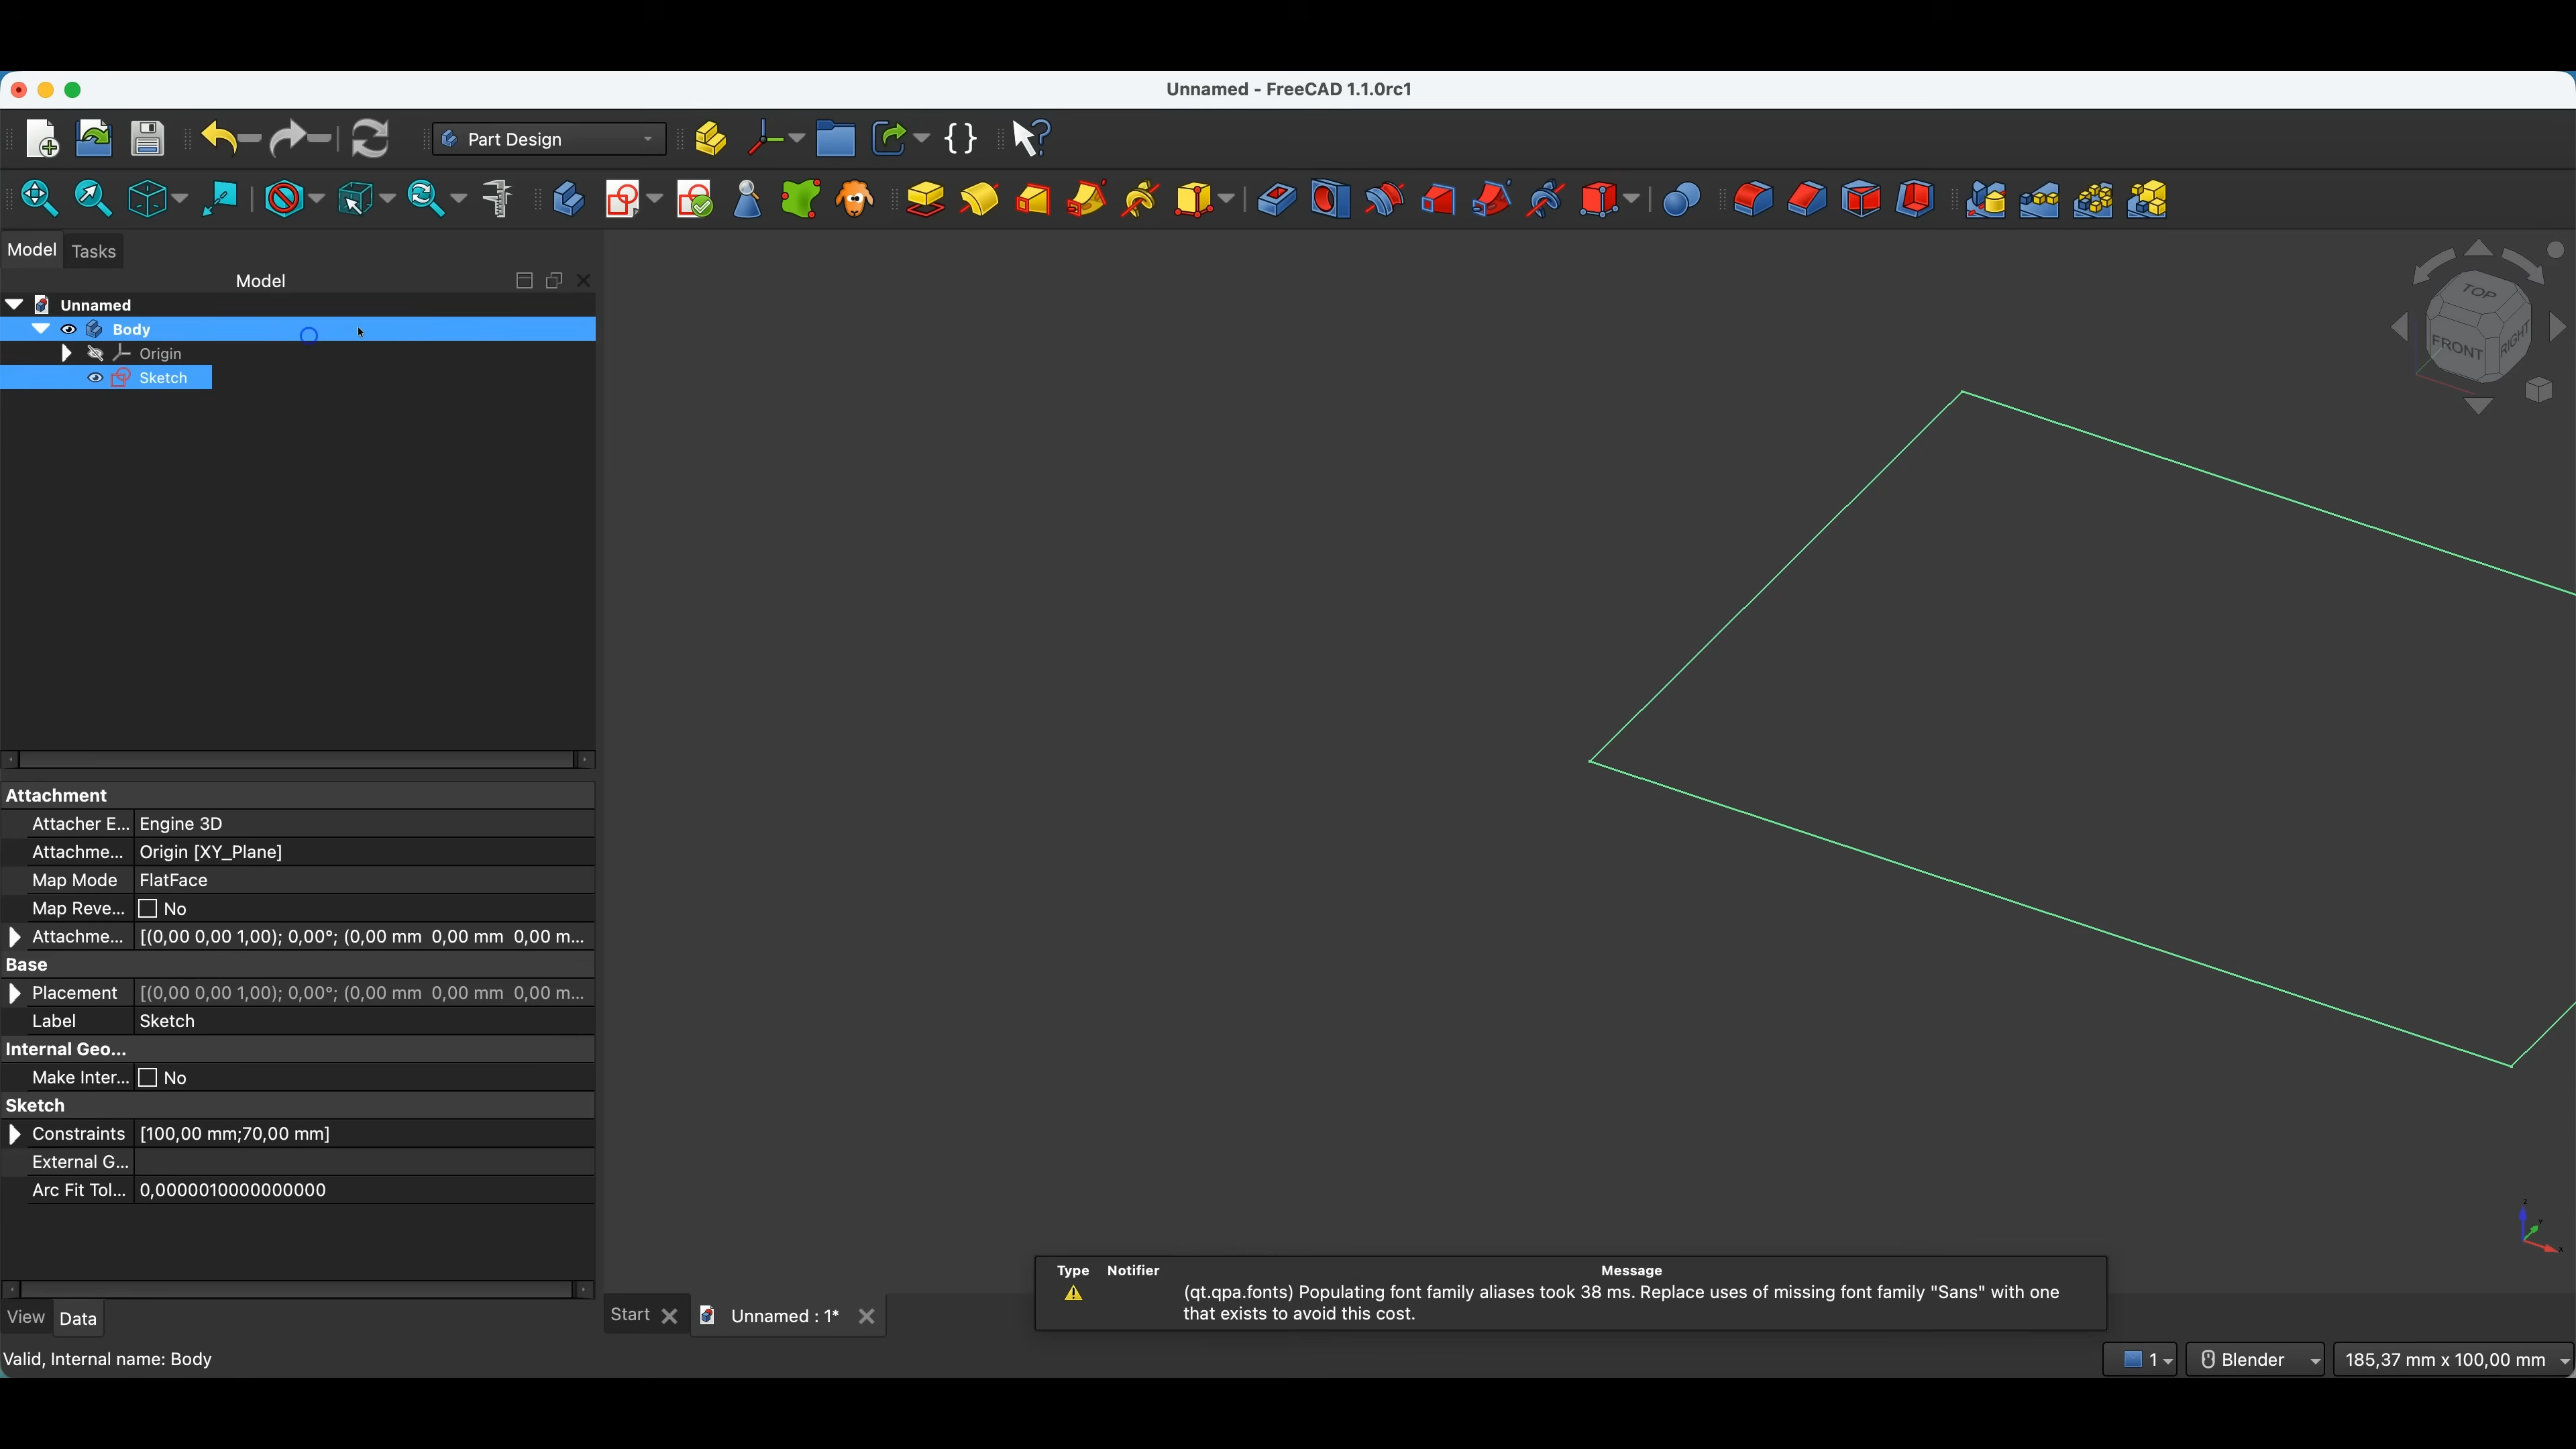 Unnamed - FreeCAD 1.1.0rc1
Part Design
Model Tasks
Model
Unnamed
Body
Origin
Sketch
TOP
FRONT RIGHT
Attachment
Attacher E... Engine 3D
Attachme... Origin [XY_Plane]
Map Mode FlatFace
Map Reve... No
Attachme... [(0,00 0,00 1,00); 0,00°; (0,00 mm 0,00 mm 0,00 m...
Base
Placement [(0,00 0,00 1,00); 0,00°; (0,00 mm 0,00 mm 0,00 m...
Label Sketch
Internal Geo...
Make Inter... No
Sketch
Constraints [100,00 mm;70,00 mm]
External G...
Arc Fit Tol... 0,0000010000000000
View Data
Start Unnamed : 1*
Type Notifier Message
(qt.qpa.fonts) Populating font family aliases took 38 ms. Replace uses of missing font family "Sans" with one
that exists to avoid this cost.
Z
Y
X
Valid, Internal name: Body
1 Blender 185,37 mm x 100,00 mm